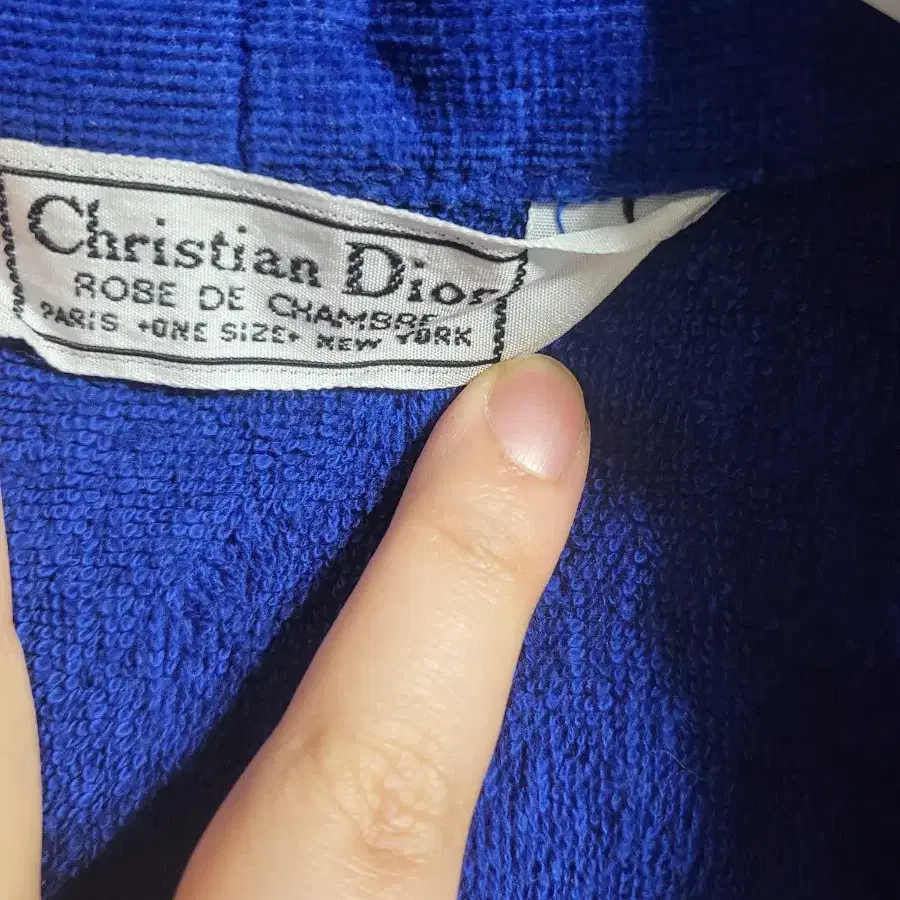 Christian Dior
ROBE DE CHAMBRE
PARIS •ONE SIZE• NEW YORK